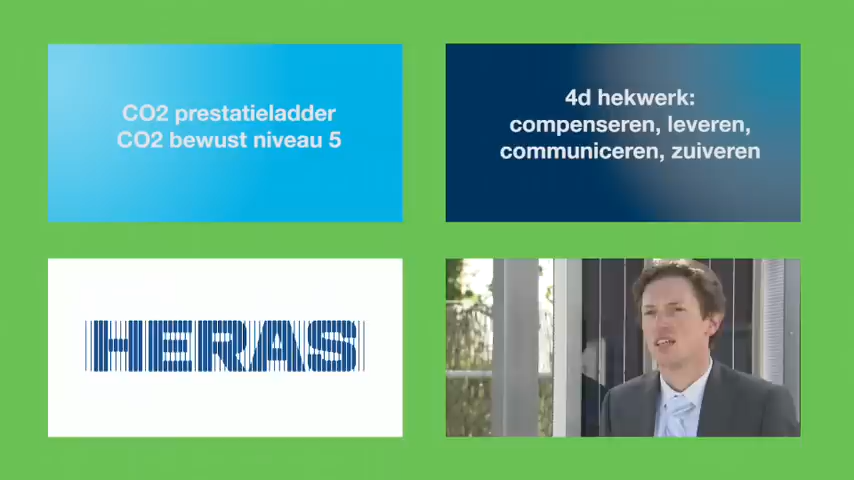 CO2 prestatieladder
CO2 bewust niveau 5
4d hekwerk:
compenseren, leveren,
communiceren, zuiveren
HERAS